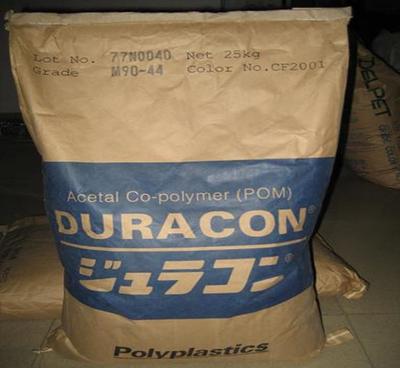 Lot No. 77N0040 Net 25kg
Grade M90-44 Color No.CF2001
Acetal Co-polymer (POM)
DURACON®
ジュラコン®
Polyplastics
DELPET